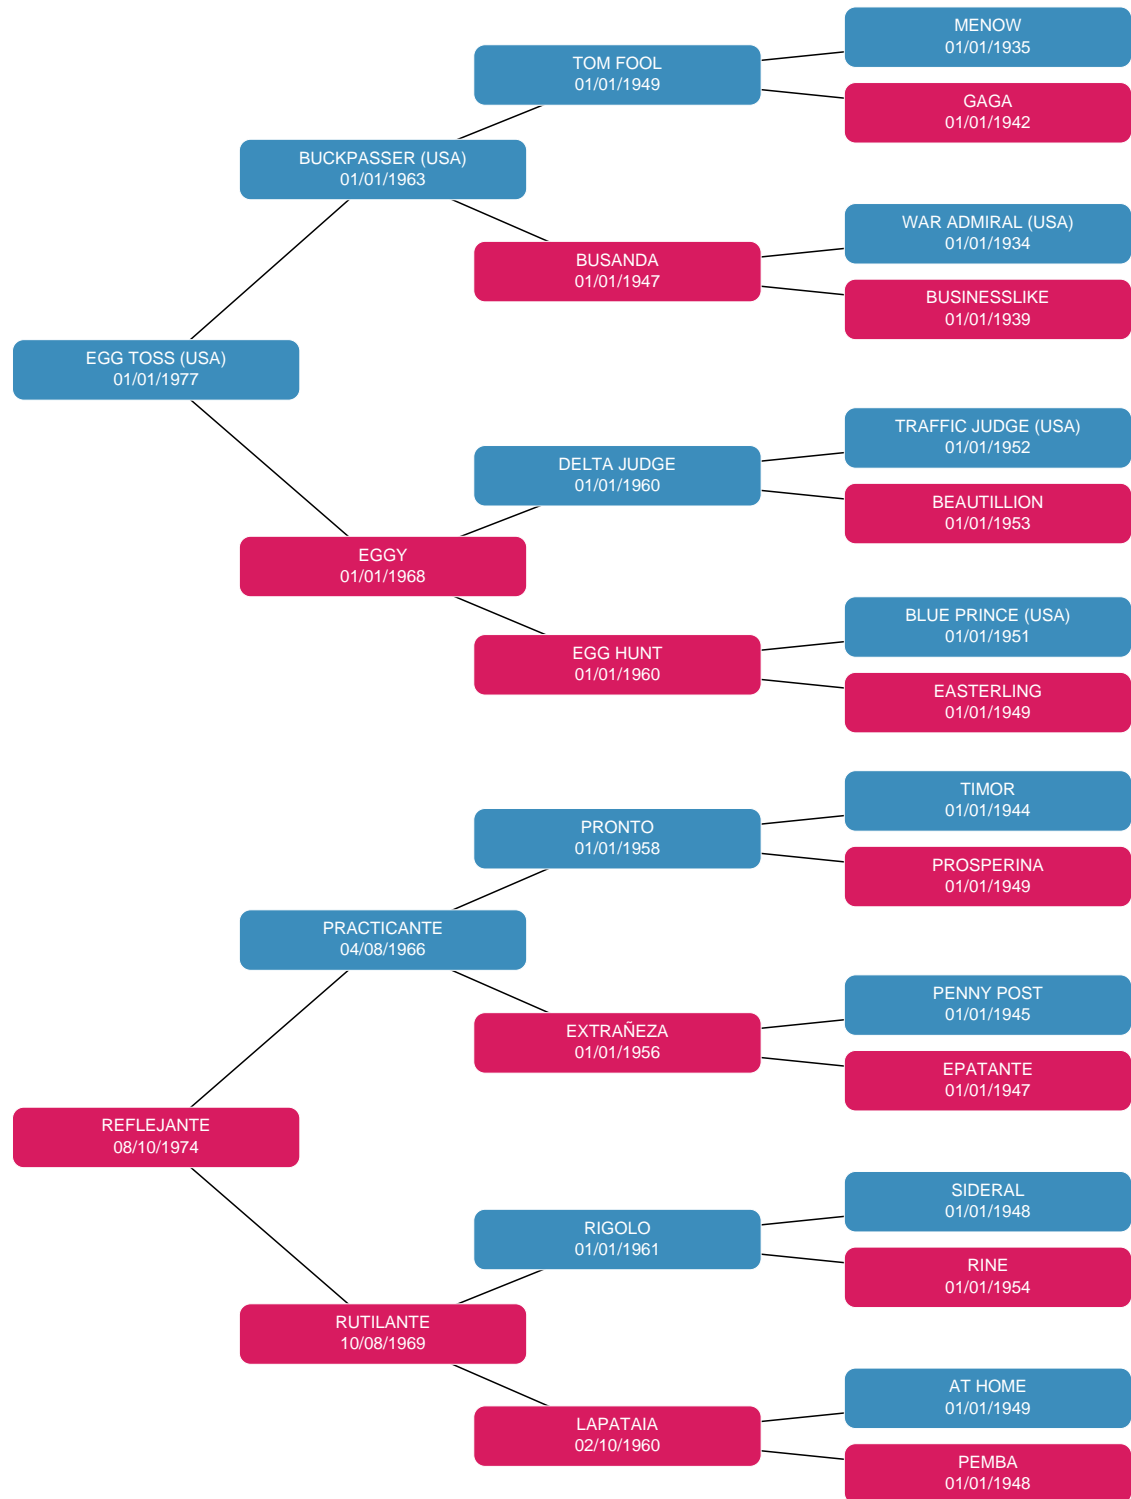 MENOW
01/01/1935
TOM FOOL
01/01/1949
GAGA
01/01/1942
BUCKPASSER (USA)
01/01/1963
WAR ADMIRAL (USA)
01/01/1934
BUSANDA
01/01/1947
BUSINESSLIKE
01/01/1939
EGG TOSS (USA)
01/01/1977
TRAFFIC JUDGE (USA)
01/01/1952
DELTA JUDGE
01/01/1960
BEAUTILLION
01/01/1953
EGGY
01/01/1968
BLUE PRINCE (USA)
01/01/1951
EGG HUNT
01/01/1960
EASTERLING
01/01/1949
TIMOR
01/01/1944
PRONTO
01/01/1958
PROSPERINA
01/01/1949
PRACTICANTE
04/08/1966
PENNY POST
01/01/1945
EXTRAÑEZA
01/01/1956
EPATANTE
01/01/1947
REFLEJANTE
08/10/1974
SIDERAL
01/01/1948
RIGOLO
01/01/1961
RINE
01/01/1954
RUTILANTE
10/08/1969
AT HOME
01/01/1949
LAPATAIA
02/10/1960
PEMBA
01/01/1948